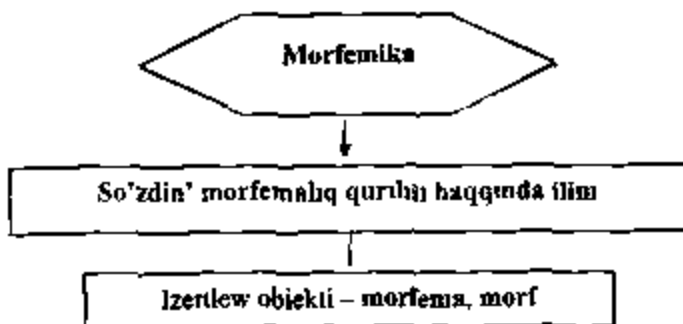 Morfemika
So'zdin' morfemalıq qurılısı haqqında ilim
Izertlew obiekti – morfema, morf